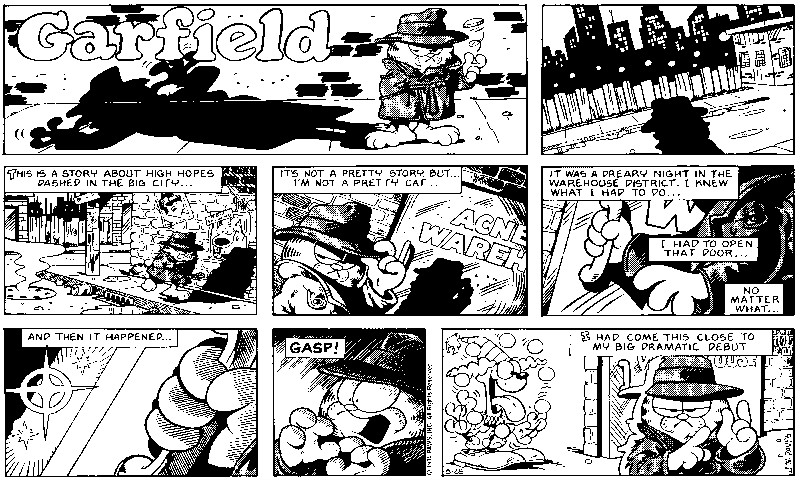 Garfield
THIS IS A STORY ABOUT HIGH HOPES
DASHED IN THE BIG CITY...
IT'S NOT A PRETTY STORY BUT...
I'M NOT A PRETTY CAT...
ACNE
WAREH
IT WAS A DREARY NIGHT IN THE
WAREHOUSE DISTRICT. I KNEW
WHAT I HAD TO DO...
W
I HAD TO OPEN
THAT DOOR...
NO
MATTER
WHAT...
AND THEN IT HAPPENED...
GASP!
I HAD COME THIS CLOSE TO
MY BIG DRAMATIC DEBUT